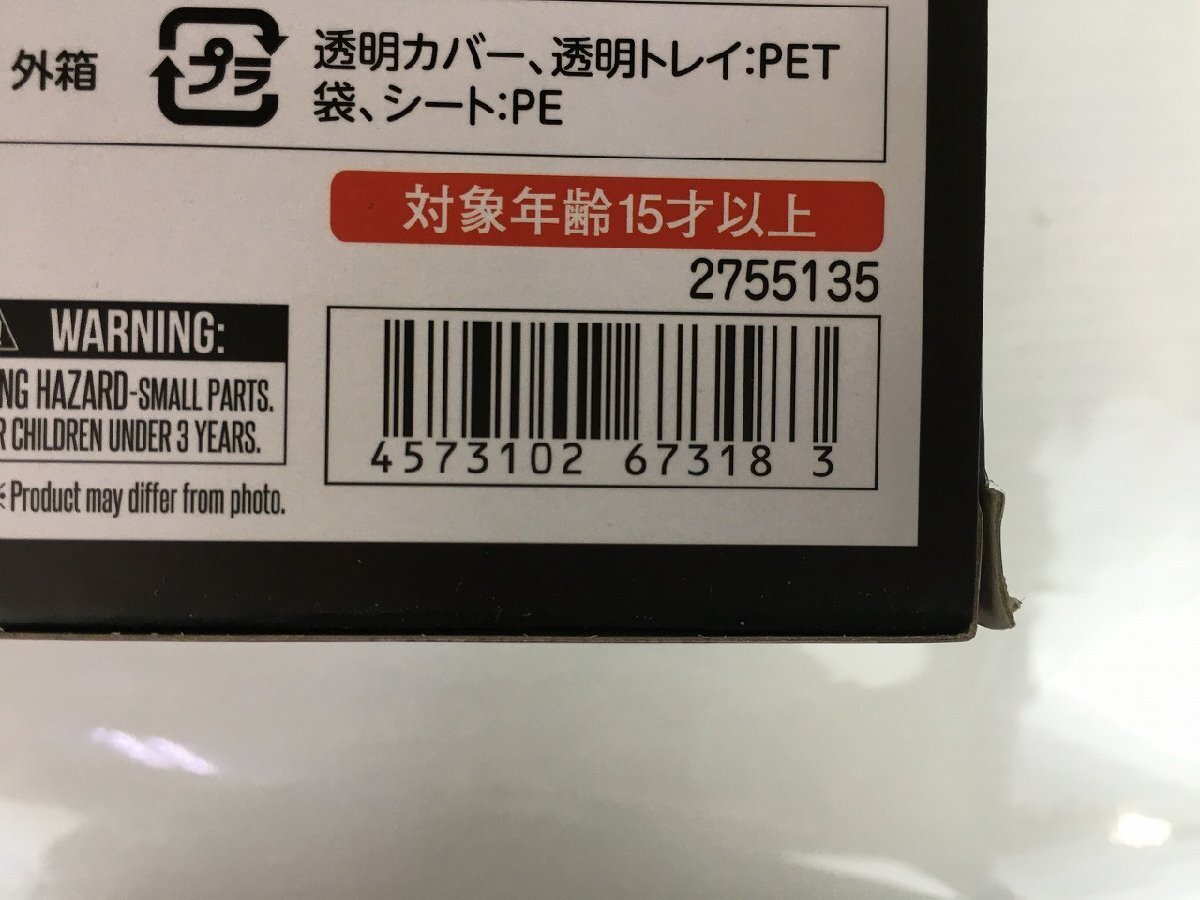 外箱
プラ
透明カバー、透明トレイ:PET
袋、シート:PE
対象年齢15才以上
2755135
WARNING:
HAZARD-SMALL PARTS.
CHILDREN UNDER 3 YEARS.
※Product may differ from photo.
4573102 67318 3